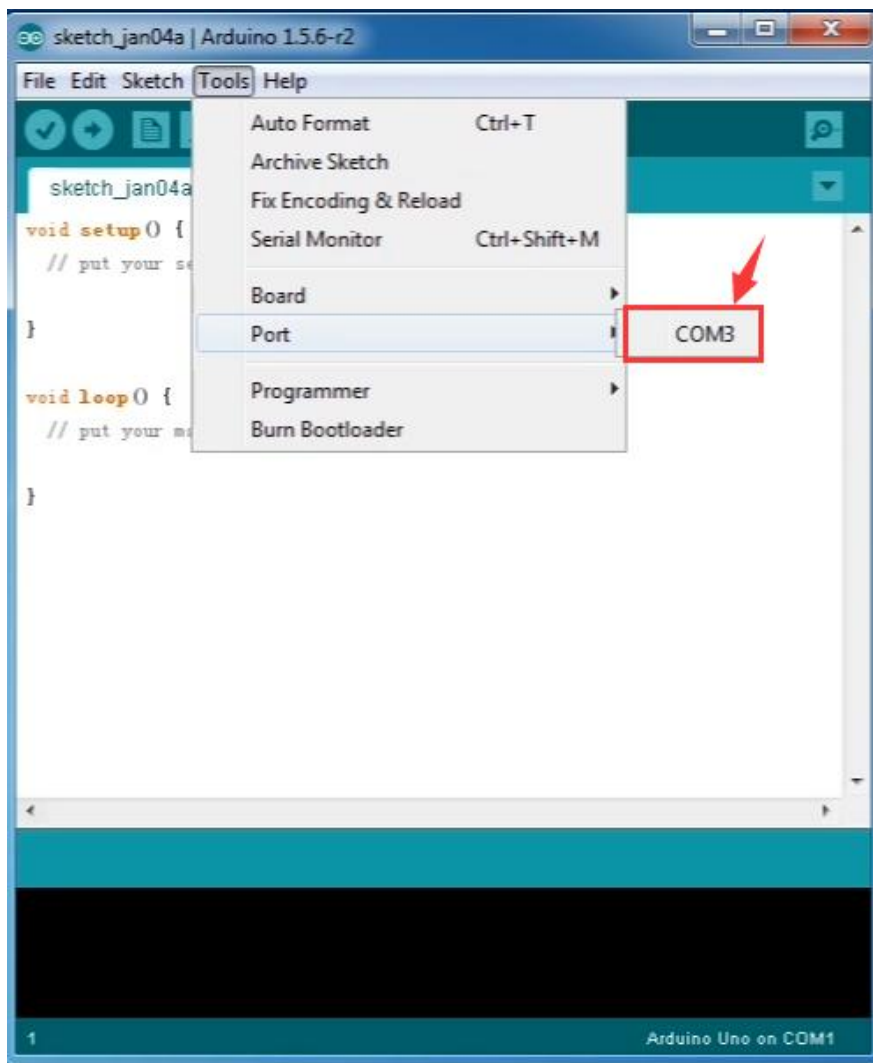 sketch_jan04a | Arduino 1.5.6-r2
File Edit Sketch Tools Help
Auto Format Ctrl+T
Archive Sketch
sketch_jan04a
Fix Encoding & Reload
void setup() {
Serial Monitor Ctrl+Shift+M
// put your se
Board
}
Port COM3
Programmer
void loop() {
// put your
Burn Bootloader
}
1 Arduino Uno on COM1